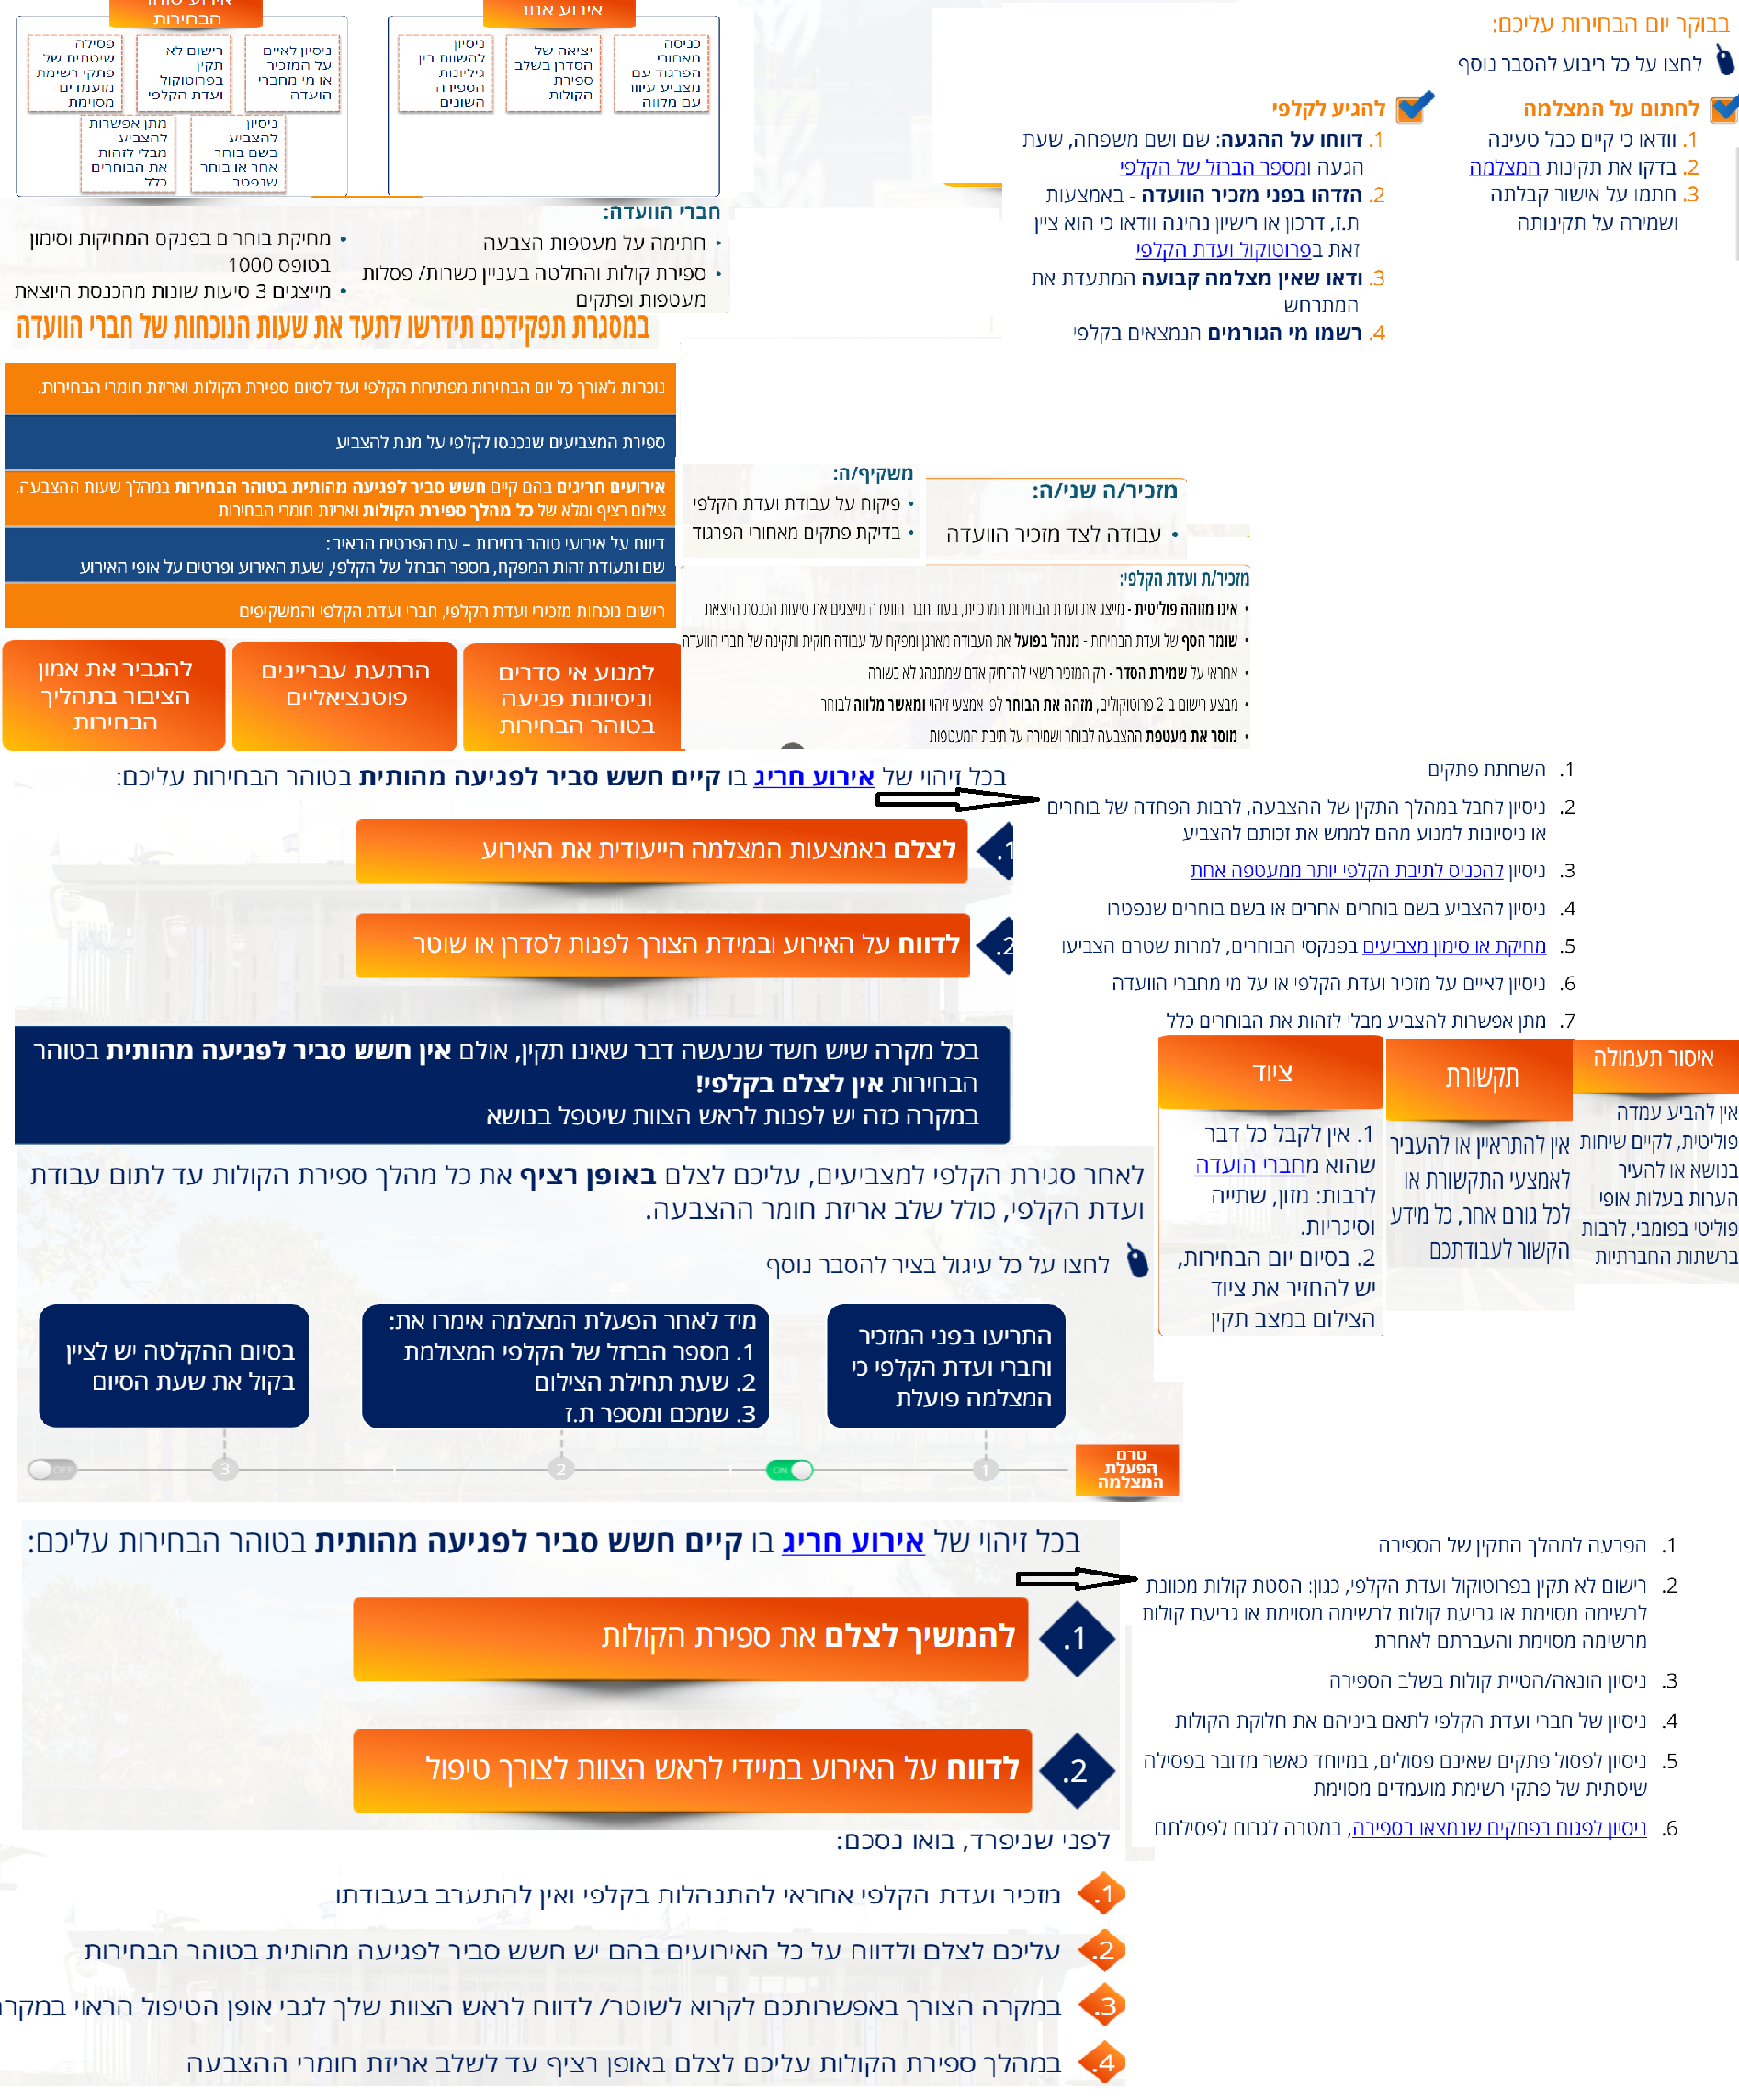 אירוע טוהר
הבחירות
ניסיון לאיים
על המזכיר
או מי מחברי
הועדה
רישום לא
תקין
בפרוטוקול
ועדת הקלפי
פסילה
שיטתית של
פתקי רשימת
מועמדים
מסוימת
ניסיון
להצביע
בשם בוחר
אחר או בוחר
שנפטר
מתן אפשרות
להצביע
מבלי לזהות
את הבוחרים
כלל
אירוע אחר
כניסה
מאחורי
הפרגוד עם
מצביע עיוור
עם מלווה
יציאה של
הסדרן בשלב
ספירת
הקולות
ניסיון
להשוות בין
גיליונות
הספירה
השונים
בבוקר יום הבחירות עליכם:
לחצו על כל ריבוע להסבר נוסף
לחתום על המצלמה
1. וודאו כי קיים כבל טעינה
2. בדקו את תקינות המצלמה
3. חתמו על אישור קבלתה
ושמירה על תקינותה
להגיע לקלפי
1. דווחו על ההגעה: שם ושם משפחה, שעת
הגעה ומספר הברזל של הקלפי
2. הזדהו בפני מזכיר הוועדה - באמצעות
ת.ז, דרכון או רישיון נהיגה וודאו כי הוא ציין
זאת בפרוטוקול ועדת הקלפי
3. ודאו שאין מצלמה קבועה המתעדת את
המתרחש
4. רשמו מי הגורמים הנמצאים בקלפי
חברי הוועדה:
• חתימה על מעטפות הצבעה
• ספירת קולות והחלטה בעניין כשרות/ פסלות
מעטפות ופתקים
• מחיקת בוחרים בפנקס המחיקות וסימון
בטופס 1000
• מייצגים 3 סיעות שונות מהכנסת היוצאת
במסגרת תפקידכם תידרשו לתעד את שעות הנוכחות של חברי הוועדה
נוכחות לאורך כל יום הבחירות מפתיחת הקלפי ועד לסיום ספירת הקולות ואריזת חומרי הבחירות.
ספירת המצביעים שנכנסו לקלפי על מנת להצביע
אירועים חריגים בהם קיים חשש סביר לפגיעה מהותית בטוהר הבחירות במהלך שעות ההצבעה.
צילום רציף ומלא של כל מהלך ספירת הקולות ואריזת חומרי הבחירות
דיווח על אירועי טוהר בחירות – עם הפרטים הבאים:
שם ותעודת זהות המפקח, מספר הברזל של הקלפי, שעת האירוע ופרטים על אופי האירוע
רישום נוכחות מזכירי ועדת הקלפי, חברי ועדת הקלפי והמשקיפים
מזכיר/ה שני/ה:
• עבודה לצד מזכיר הוועדה
משקיף/ה:
• פיקוח על עבודת ועדת הקלפי
• בדיקת פתקים מאחורי הפרגוד
מזכיר/ת ועדת הקלפי:
• אינו מזוהה פוליטית - מייצג את ועדת הבחירות המרכזית, בעוד חברי הוועדה מייצגים את סיעות הכנסת היוצאת
• שומר הסף של ועדת הבחירות - מנהל בפועל את העבודה מארגן ומפקח על עבודה חוקית ותקינה של חברי הוועדה
• אחראי על שמירת הסדר - רק המזכיר רשאי להרחיק אדם שמתנהג לא כשורה
• מבצע רישום ב-2 פרוטוקולים, מזהה את הבוחר לפי אמצעי זיהוי ומאשר מלווה לבוחר
• מוסר את מעטפת ההצבעה לבוחר ושמירה על תיבת המעטפות
למנוע אי סדרים
וניסיונות פגיעה
בטוהר הבחירות
הרתעת עבריינים
פוטנציאליים
להגביר את אמון
הציבור בתהליך
הבחירות
בכל זיהוי של אירוע חריג בו קיים חשש סביר לפגיעה מהותית בטוהר הבחירות עליכם:
1. לצלם באמצעות המצלמה הייעודית את האירוע
2. לדווח על האירוע ובמידת הצורך לפנות לסדרן או שוטר
1. השחתת פתקים
2. ניסיון לחבל במהלך התקין של ההצבעה, לרבות הפחדה של בוחרים
או ניסיונות למנוע מהם לממש את זכותם להצביע
3. ניסיון להכניס לתיבת הקלפי יותר ממעטפה אחת
4. ניסיון להצביע בשם בוחרים אחרים או בשם בוחרים שנפטרו
5. מחיקת או סימון מצביעים בפנקסי הבוחרים, למרות שטרם הצביעו
6. ניסיון לאיים על מזכיר ועדת הקלפי או על מי מחברי הוועדה
7. מתן אפשרות להצביע מבלי לזהות את הבוחרים כלל
בכל מקרה שיש חשד שנעשה דבר שאינו תקין, אולם אין חשש סביר לפגיעה מהותית בטוהר
הבחירות אין לצלם בקלפי!
במקרה כזה יש לפנות לראש הצוות שיטפל בנושא
איסור תעמולה
אין להביע עמדה
פוליטית, לקיים שיחות
בנושא או להעיר
הערות בעלות אופי
פוליטי בפומבי, לרבות
ברשתות החברתיות
תקשורת
אין להתראיין או להעביר
לאמצעי התקשורת או
לכל גורם אחר, כל מידע
הקשור לעבודתכם
ציוד
1. אין לקבל כל דבר
שהוא מחברי הועדה
לרבות: מזון, שתייה
וסיגריות.
2. בסיום יום הבחירות,
יש להחזיר את ציוד
הצילום במצב תקין
לאחר סגירת הקלפי למצביעים, עליכם לצלם באופן רציף את כל מהלך ספירת הקולות עד לתום עבודת
ועדת הקלפי, כולל שלב אריזת חומר ההצבעה.
לחצו על כל עיגול בציר להסבר נוסף
התריעו בפני המזכיר
וחברי ועדת הקלפי כי
המצלמה פועלת
מיד לאחר הפעלת המצלמה אימרו את:
1. מספר הברזל של הקלפי המצולמת
2. שעת תחילת הצילום
3. שמכם ומספר ת.ז
בסיום ההקלטה יש לציין
בקול את שעת הסיום
טרם
הפעלת
המצלמה
1
ON
2
3
OFF
בכל זיהוי של אירוע חריג בו קיים חשש סביר לפגיעה מהותית בטוהר הבחירות עליכם:
1. להמשיך לצלם את ספירת הקולות
2. לדווח על האירוע במיידי לראש הצוות לצורך טיפול
1. הפרעה למהלך התקין של הספירה
2. רישום לא תקין בפרוטוקול ועדת הקלפי, כגון: הסטת קולות מכוונת
לרשימה מסוימת או גריעת קולות לרשימה מסוימת או גריעת קולות
מרשימה מסוימת והעברתם לאחרת
3. ניסיון הונאה/הטיית קולות בשלב הספירה
4. ניסיון של חברי ועדת הקלפי לתאם ביניהם את חלוקת הקולות
5. ניסיון לפסול פתקים שאינם פסולים, במיוחד כאשר מדובר בפסילה
שיטתית של פתקי רשימת מועמדים מסוימת
6. ניסיון לפגום בפתקים שנמצאו בספירה, במטרה לגרום לפסילתם
לפני שניפרד, בואו נסכם:
1. מזכיר ועדת הקלפי אחראי להתנהלות בקלפי ואין להתערב בעבודתו
2. עליכם לצלם ולדווח על כל האירועים בהם יש חשש סביר לפגיעה מהותית בטוהר הבחירות
3. במקרה הצורך באפשרותכם לקרוא לשוטר/ לדווח לראש הצוות שלך לגבי אופן הטיפול הראוי במקרה
4. במהלך ספירת הקולות עליכם לצלם באופן רציף עד לשלב אריזת חומרי ההצבעה